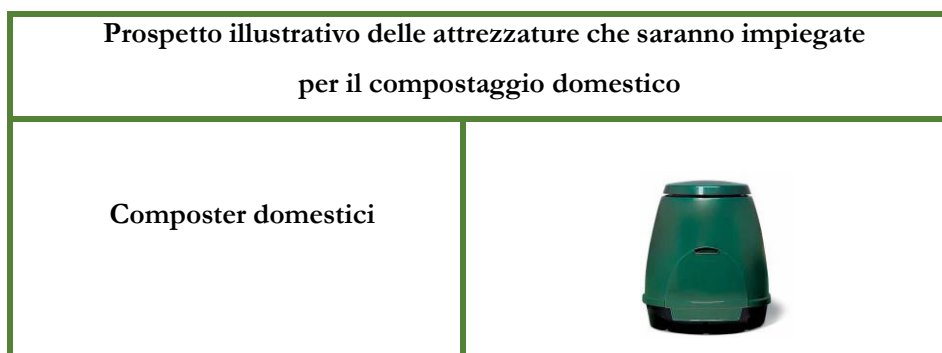 Prospetto illustrativo delle attrezzature che saranno impiegate
per il compostaggio domestico
Composter domestici